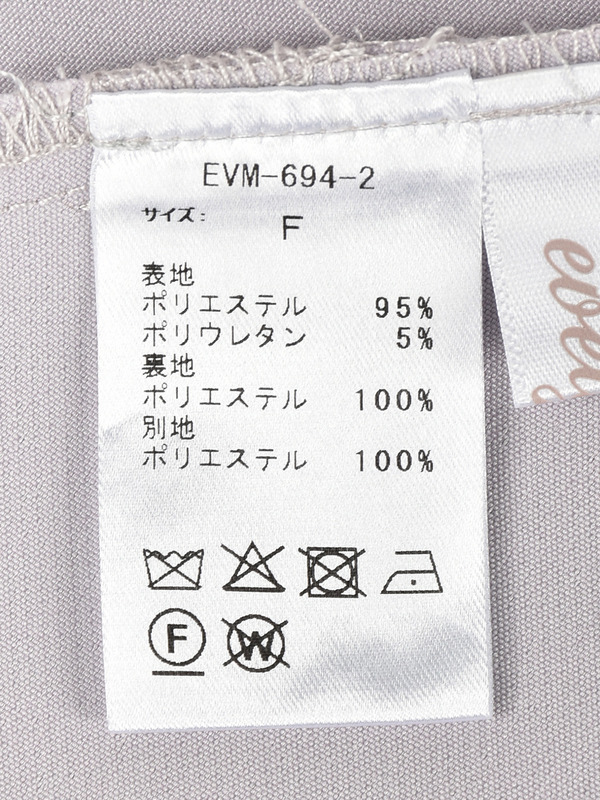 EVM-694-2
サイズ: F
表地
ポリエステル 95%
ポリウレタン 5%
裏地
ポリエステル 100%
別地
ポリエステル 100%
F
W